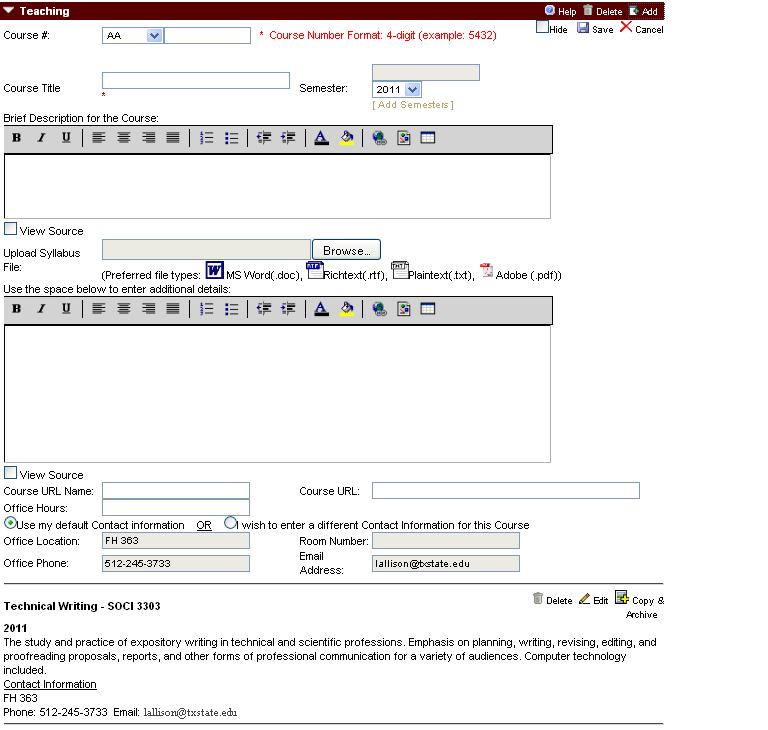 Teaching Help Delete Add
Course #: AA * Course Number Format: 4-digit (example: 5432) Hide Save Cancel
Course Title * Semester: 2011
[ Add Semesters ]
Brief Description for the Course:
B I U A
View Source
Upload Syllabus File: Browse...
(Preferred file types: MS Word(.doc), Richtext(.rtf), Plaintext(.txt), Adobe (.pdf))
Use the space below to enter additional details:
B I U A
View Source
Course URL Name: Course URL:
Office Hours:
Use my default Contact information OR I wish to enter a different Contact Information for this Course
Office Location: FH 363 Room Number:
Office Phone: 512-245-3733 Email Address: lallison@txstate.edu
Delete Edit Copy & Archive
Technical Writing - SOCI 3303
2011
The study and practice of expository writing in technical and scientific professions. Emphasis on planning, writing, revising, editing, and
proofreading proposals, reports, and other forms of professional communication for a variety of audiences. Computer technology
included.
Contact Information
FH 363
Phone: 512-245-3733 Email: lallison@txstate.edu